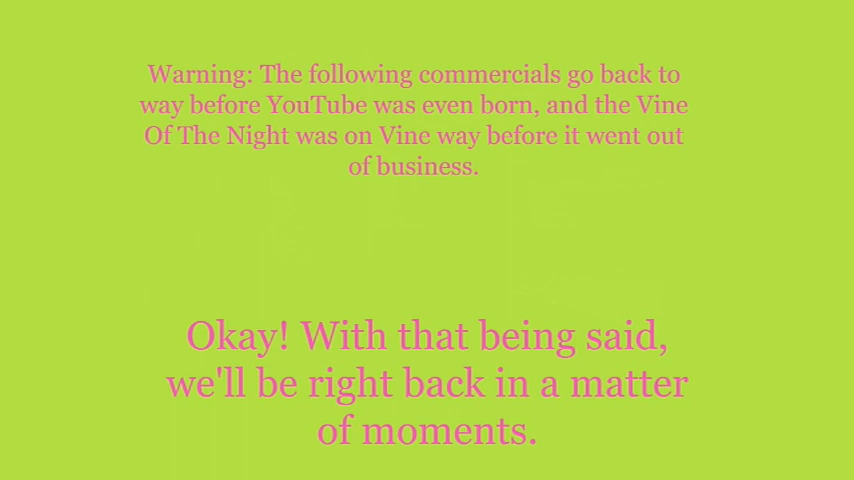 Warning: The following commercials go back to
way before YouTube was even born, and the Vine
Of The Night was on Vine way before it went out
of business.
Okay! With that being said,
we'll be right back in a matter
of moments.